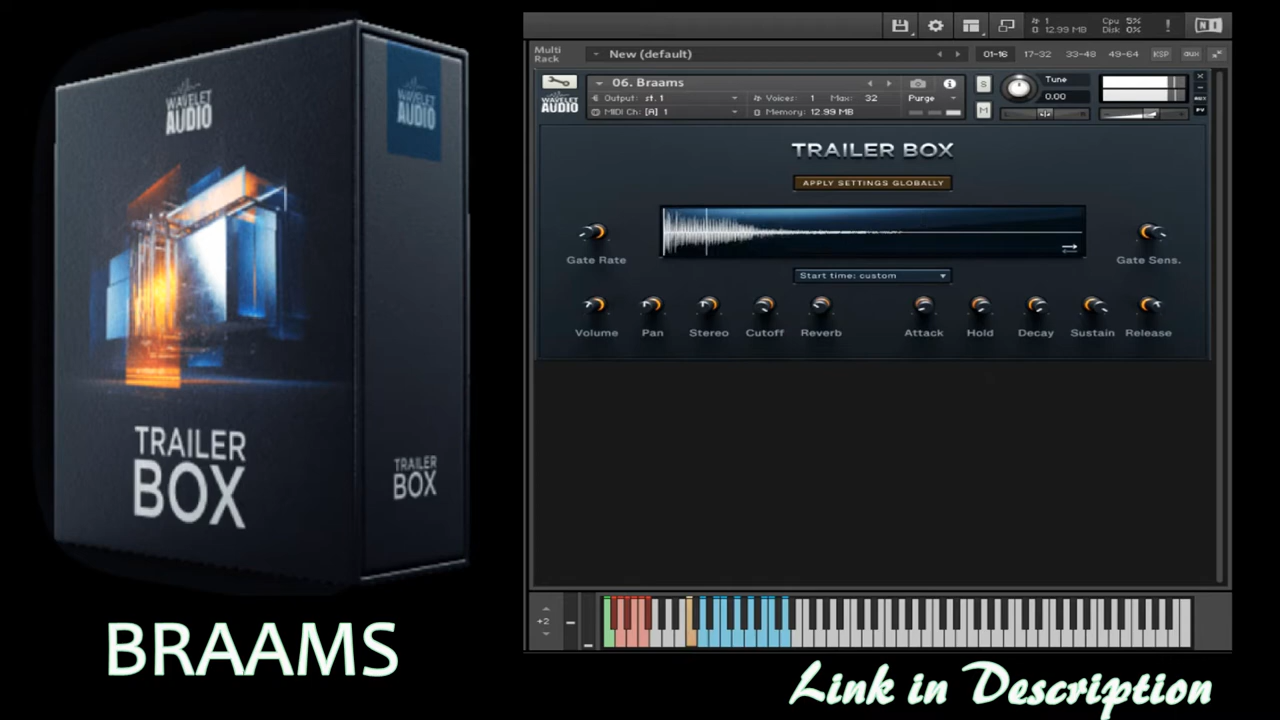 WAVELET
AUDIO
WAVELET
AUDIO
TRAILER
BOX
TRAILER
BOX
BRAAMS
1
12.99 MB
Cpu 5%
Disk 0%
!
NI
Multi
Rack
New (default)
01-16 17-32 33-48 49-64 KSP AUX
06. Braams
WAVELET
AUDIO
Output: st. 1 Voices: 1 Max: 32 Purge
MIDI Ch: [A] 1 Memory: 12.99 MB
S
M
Tune
0.00
TRAILER BOX
APPLY SETTINGS GLOBALLY
Gate Rate
Gate Sens.
Start time: custom
Volume Pan Stereo Cutoff Reverb Attack Hold Decay Sustain Release
+2
Link in Description